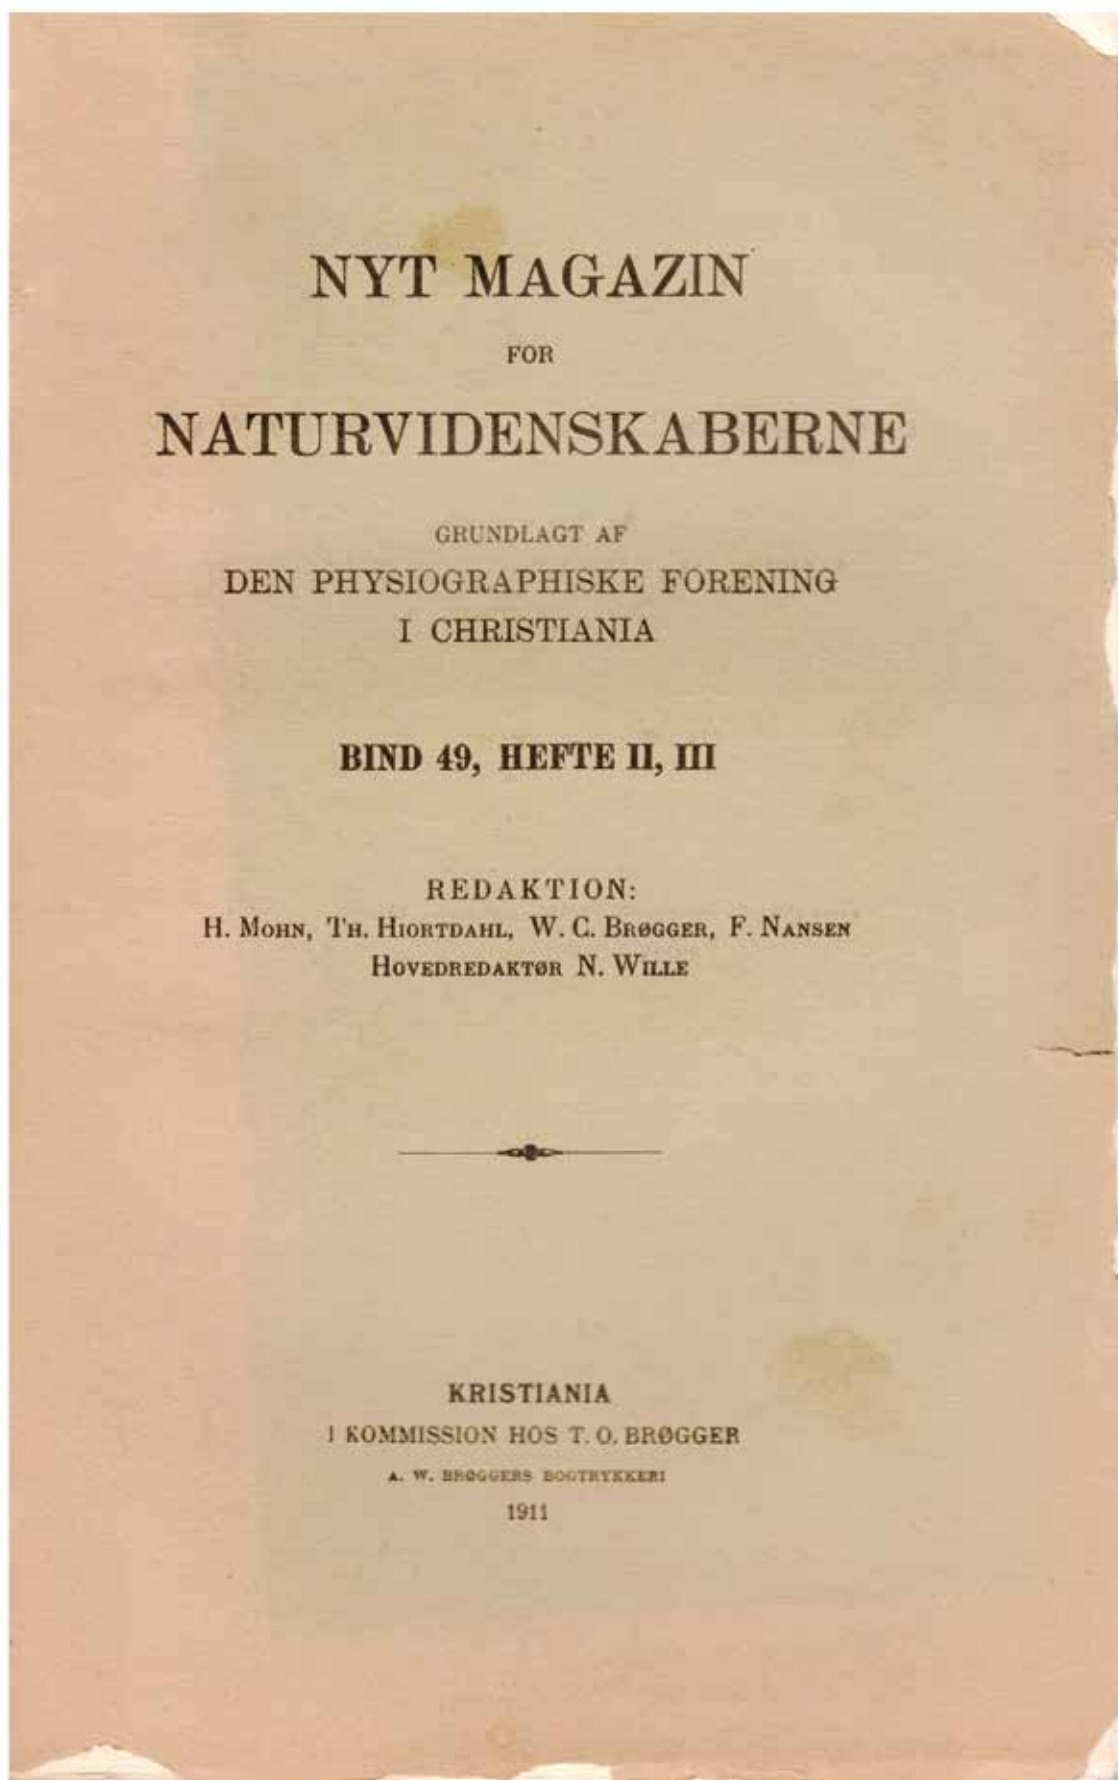 NYT MAGAZIN
FOR
NATURVIDENSKABERNE
GRUNDLAGT AF
DEN PHYSIOGRAPHISKE FORENING
I CHRISTIANIA
BIND 49, HEFTE II, III
REDAKTION:
H. MOHN, TH. HIORTDAHL, W. C. BRØGGER, F. NANSEN
HOVEDREDAKTØR N. WILLE
KRISTIANIA
I KOMMISSION HOS T. O. BRØGGER
A. W. BRØGGERS BOGTRYKKERI
1911